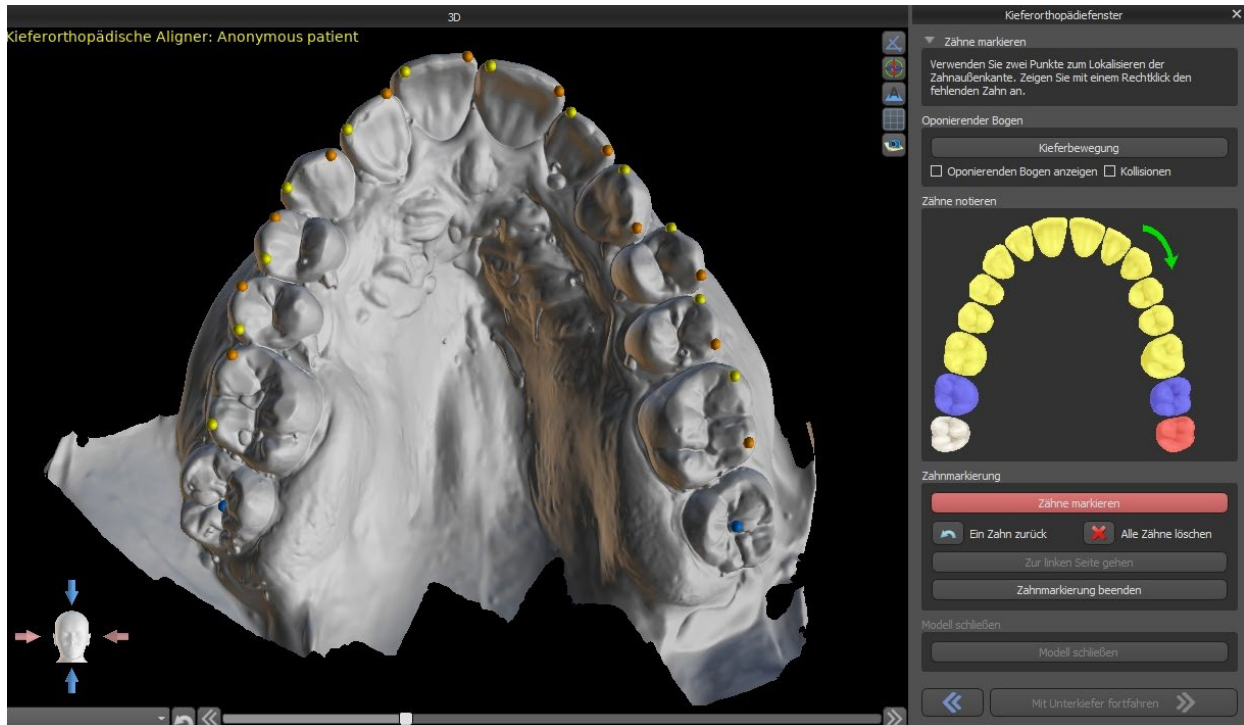 3D
Kieferorthopädische Aligner: Anonymous patient
Kieferorthopädiefenster
Zähne markieren
Verwenden Sie zwei Punkte zum Lokalisieren der
Zahnaußenkante. Zeigen Sie mit einem Rechtklick den
fehlenden Zahn an.
Oponierender Bogen
Kieferbewegung
Oponierenden Bogen anzeigen Kollisionen
Zähne notieren
Zahnmarkierung
Zähne markieren
Ein Zahn zurück Alle Zähne löschen
Zur linken Seite gehen
Zahnmarkierung beenden
Modell schließen
Modell schließen
Mit Unterkiefer fortfahren